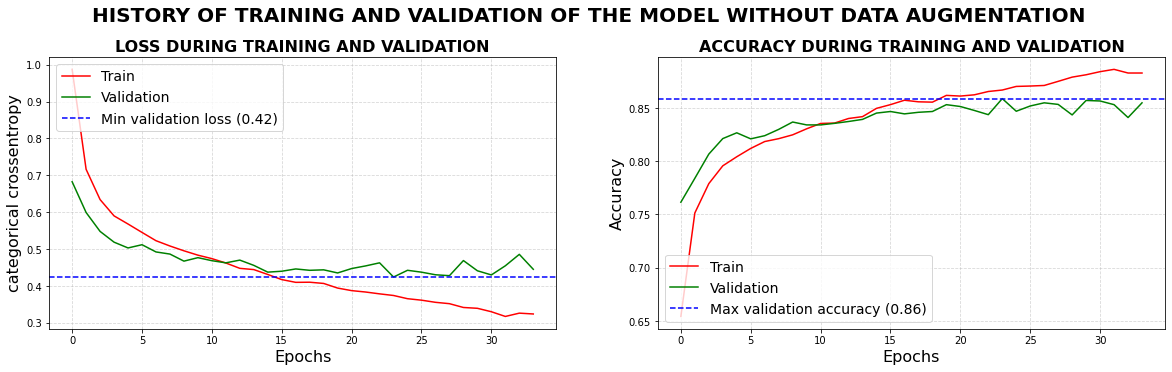 HISTORY OF TRAINING AND VALIDATION OF THE MODEL WITHOUT DATA AUGMENTATION
LOSS DURING TRAINING AND VALIDATION
categorical crossentropy
1.0
0.9
0.8
0.7
0.6
0.5
0.4
0.3
Train
Validation
Min validation loss (0.42)
0 5 10 15 20 25 30
Epochs
ACCURACY DURING TRAINING AND VALIDATION
Accuracy
0.85
0.80
0.75
0.70
0.65
Train
Validation
Max validation accuracy (0.86)
0 5 10 15 20 25 30
Epochs